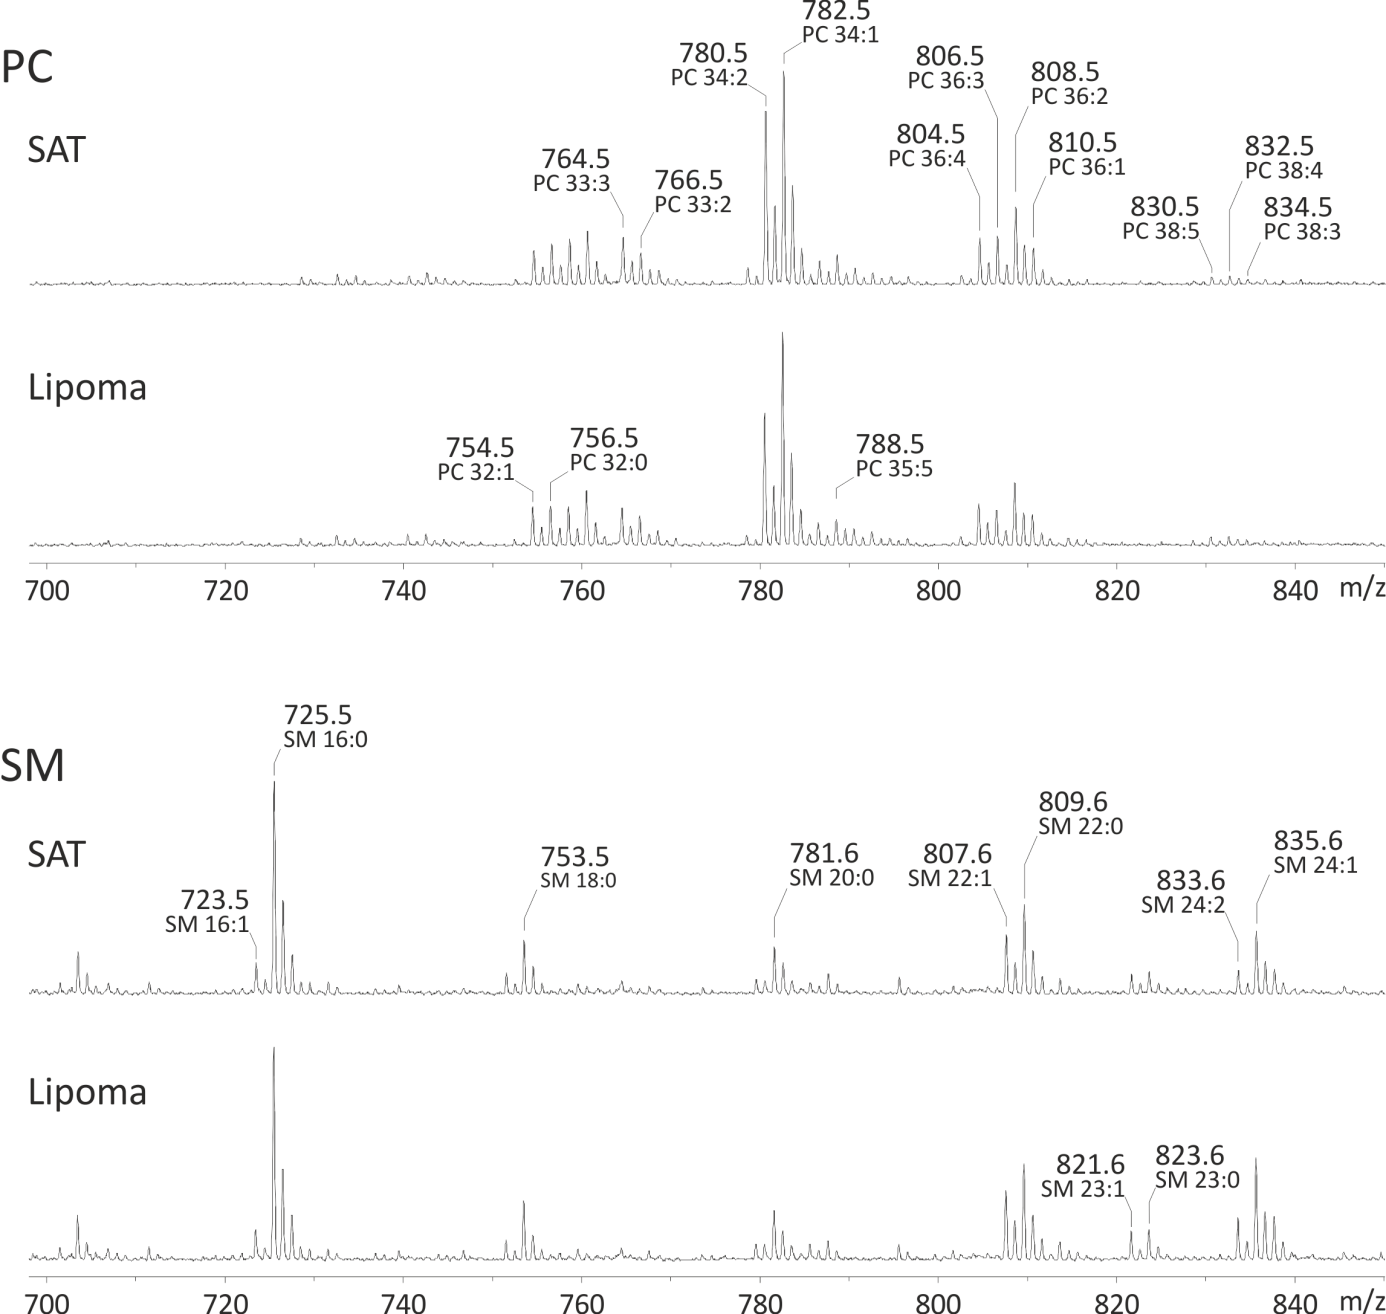 PC
SAT
782.5
PC 34:1
780.5
PC 34:2
806.5
PC 36:3
808.5
PC 36:2
804.5
PC 36:4
810.5
PC 36:1
764.5
PC 33:3
766.5
PC 33:2
832.5
PC 38:4
830.5
PC 38:5
834.5
PC 38:3
Lipoma
754.5
PC 32:1
756.5
PC 32:0
788.5
PC 35:5
700 720 740 760 780 800 820 840 m/z
SM
SAT
725.5
SM 16:0
723.5
SM 16:1
753.5
SM 18:0
781.6
SM 20:0
807.6
SM 22:1
809.6
SM 22:0
833.6
SM 24:2
835.6
SM 24:1
Lipoma
821.6
SM 23:1
823.6
SM 23:0
700 720 740 760 780 800 820 840 m/z